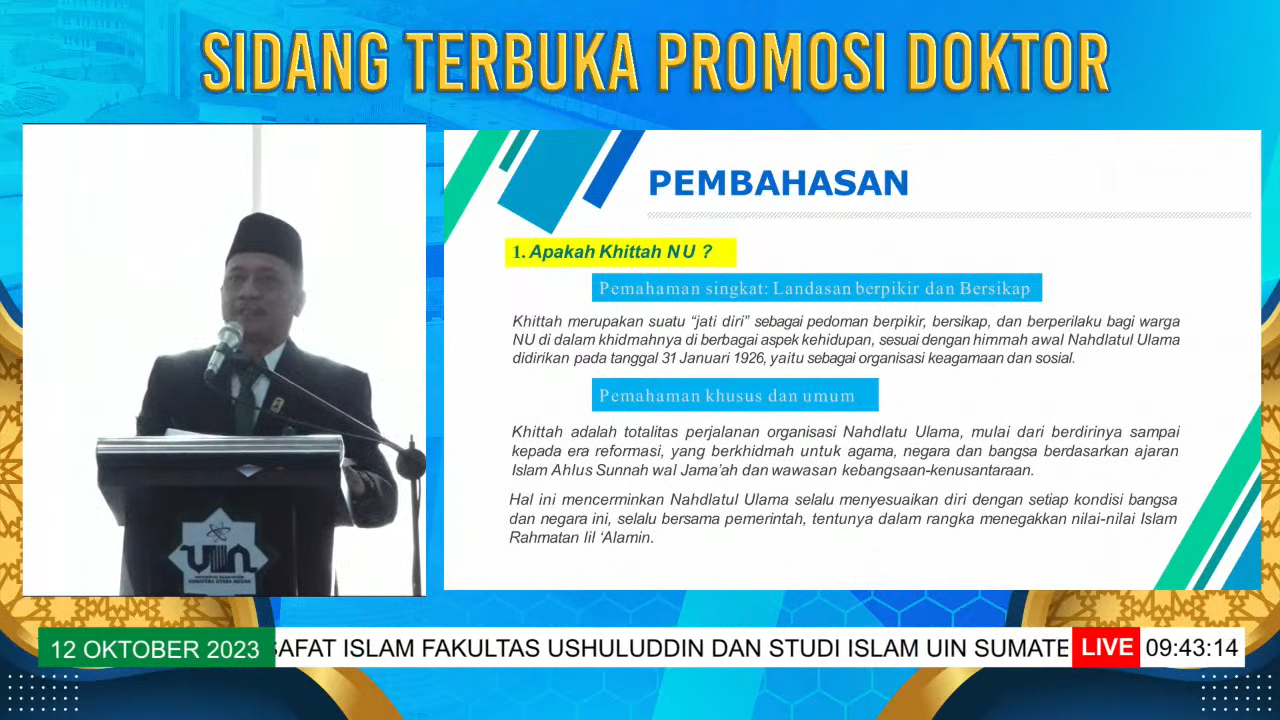 SIDANG TERBUKA PROMOSI DOKTOR
PEMBAHASAN
1. Apakah Khittah NU ?
Pemahaman singkat: Landasan berpikir dan Bersikap
Khittah merupakan suatu “jati diri” sebagai pedoman berpikir, bersikap, dan berperilaku bagi warga
NU di dalam khidmahnya di berbagai aspek kehidupan, sesuai dengan himmah awal Nahdlatul Ulama
didirikan pada tanggal 31 Januari 1926, yaitu sebagai organisasi keagamaan dan sosial.
Pemahaman khusus dan umum
Khittah adalah totalitas perjalanan organisasi Nahdlatu Ulama, mulai dari berdirinya sampai
kepada era reformasi, yang berkhidmah untuk agama, negara dan bangsa berdasarkan ajaran
Islam Ahlus Sunnah wal Jama’ah dan wawasan kebangsaan-kenusantaraan.
Hal ini mencerminkan Nahdlatul Ulama selalu menyesuaikan diri dengan setiap kondisi bangsa
dan negara ini, selalu bersama pemerintah, tentunya dalam rangka menegakkan nilai-nilai Islam
Rahmatan lil ‘Alamin.
UIN
SUMATERA UTARA MEDAN
12 OKTOBER 2023 SAFAT ISLAM FAKULTAS USHULUDDIN DAN STUDI ISLAM UIN SUMATE LIVE 09:43:14